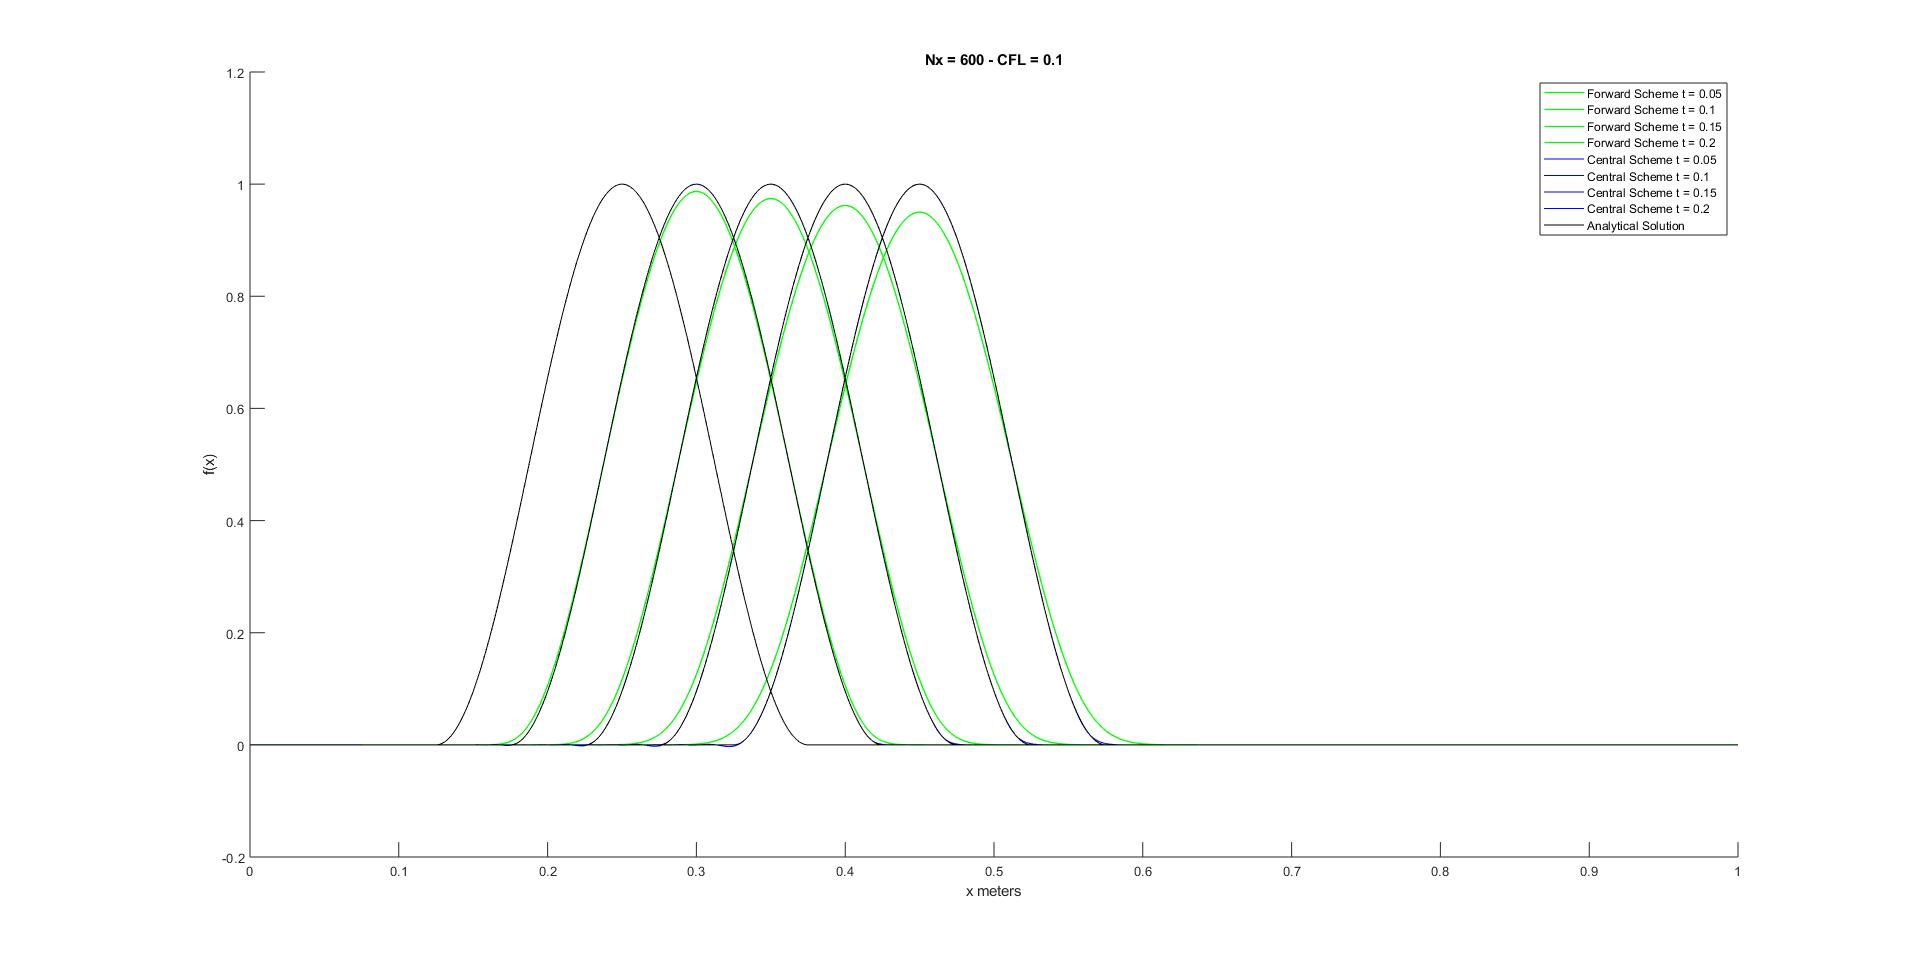 Nx = 600 - CFL = 0.1
1.2
1
0.8
0.6
0.4
0.2
0
-0.2
f(x)
Forward Scheme t = 0.05
Forward Scheme t = 0.1
Forward Scheme t = 0.15
Forward Scheme t = 0.2
Central Scheme t = 0.05
Central Scheme t = 0.1
Central Scheme t = 0.15
Central Scheme t = 0.2
Analytical Solution
0 0.1 0.2 0.3 0.4 0.5 0.6 0.7 0.8 0.9 1
x meters